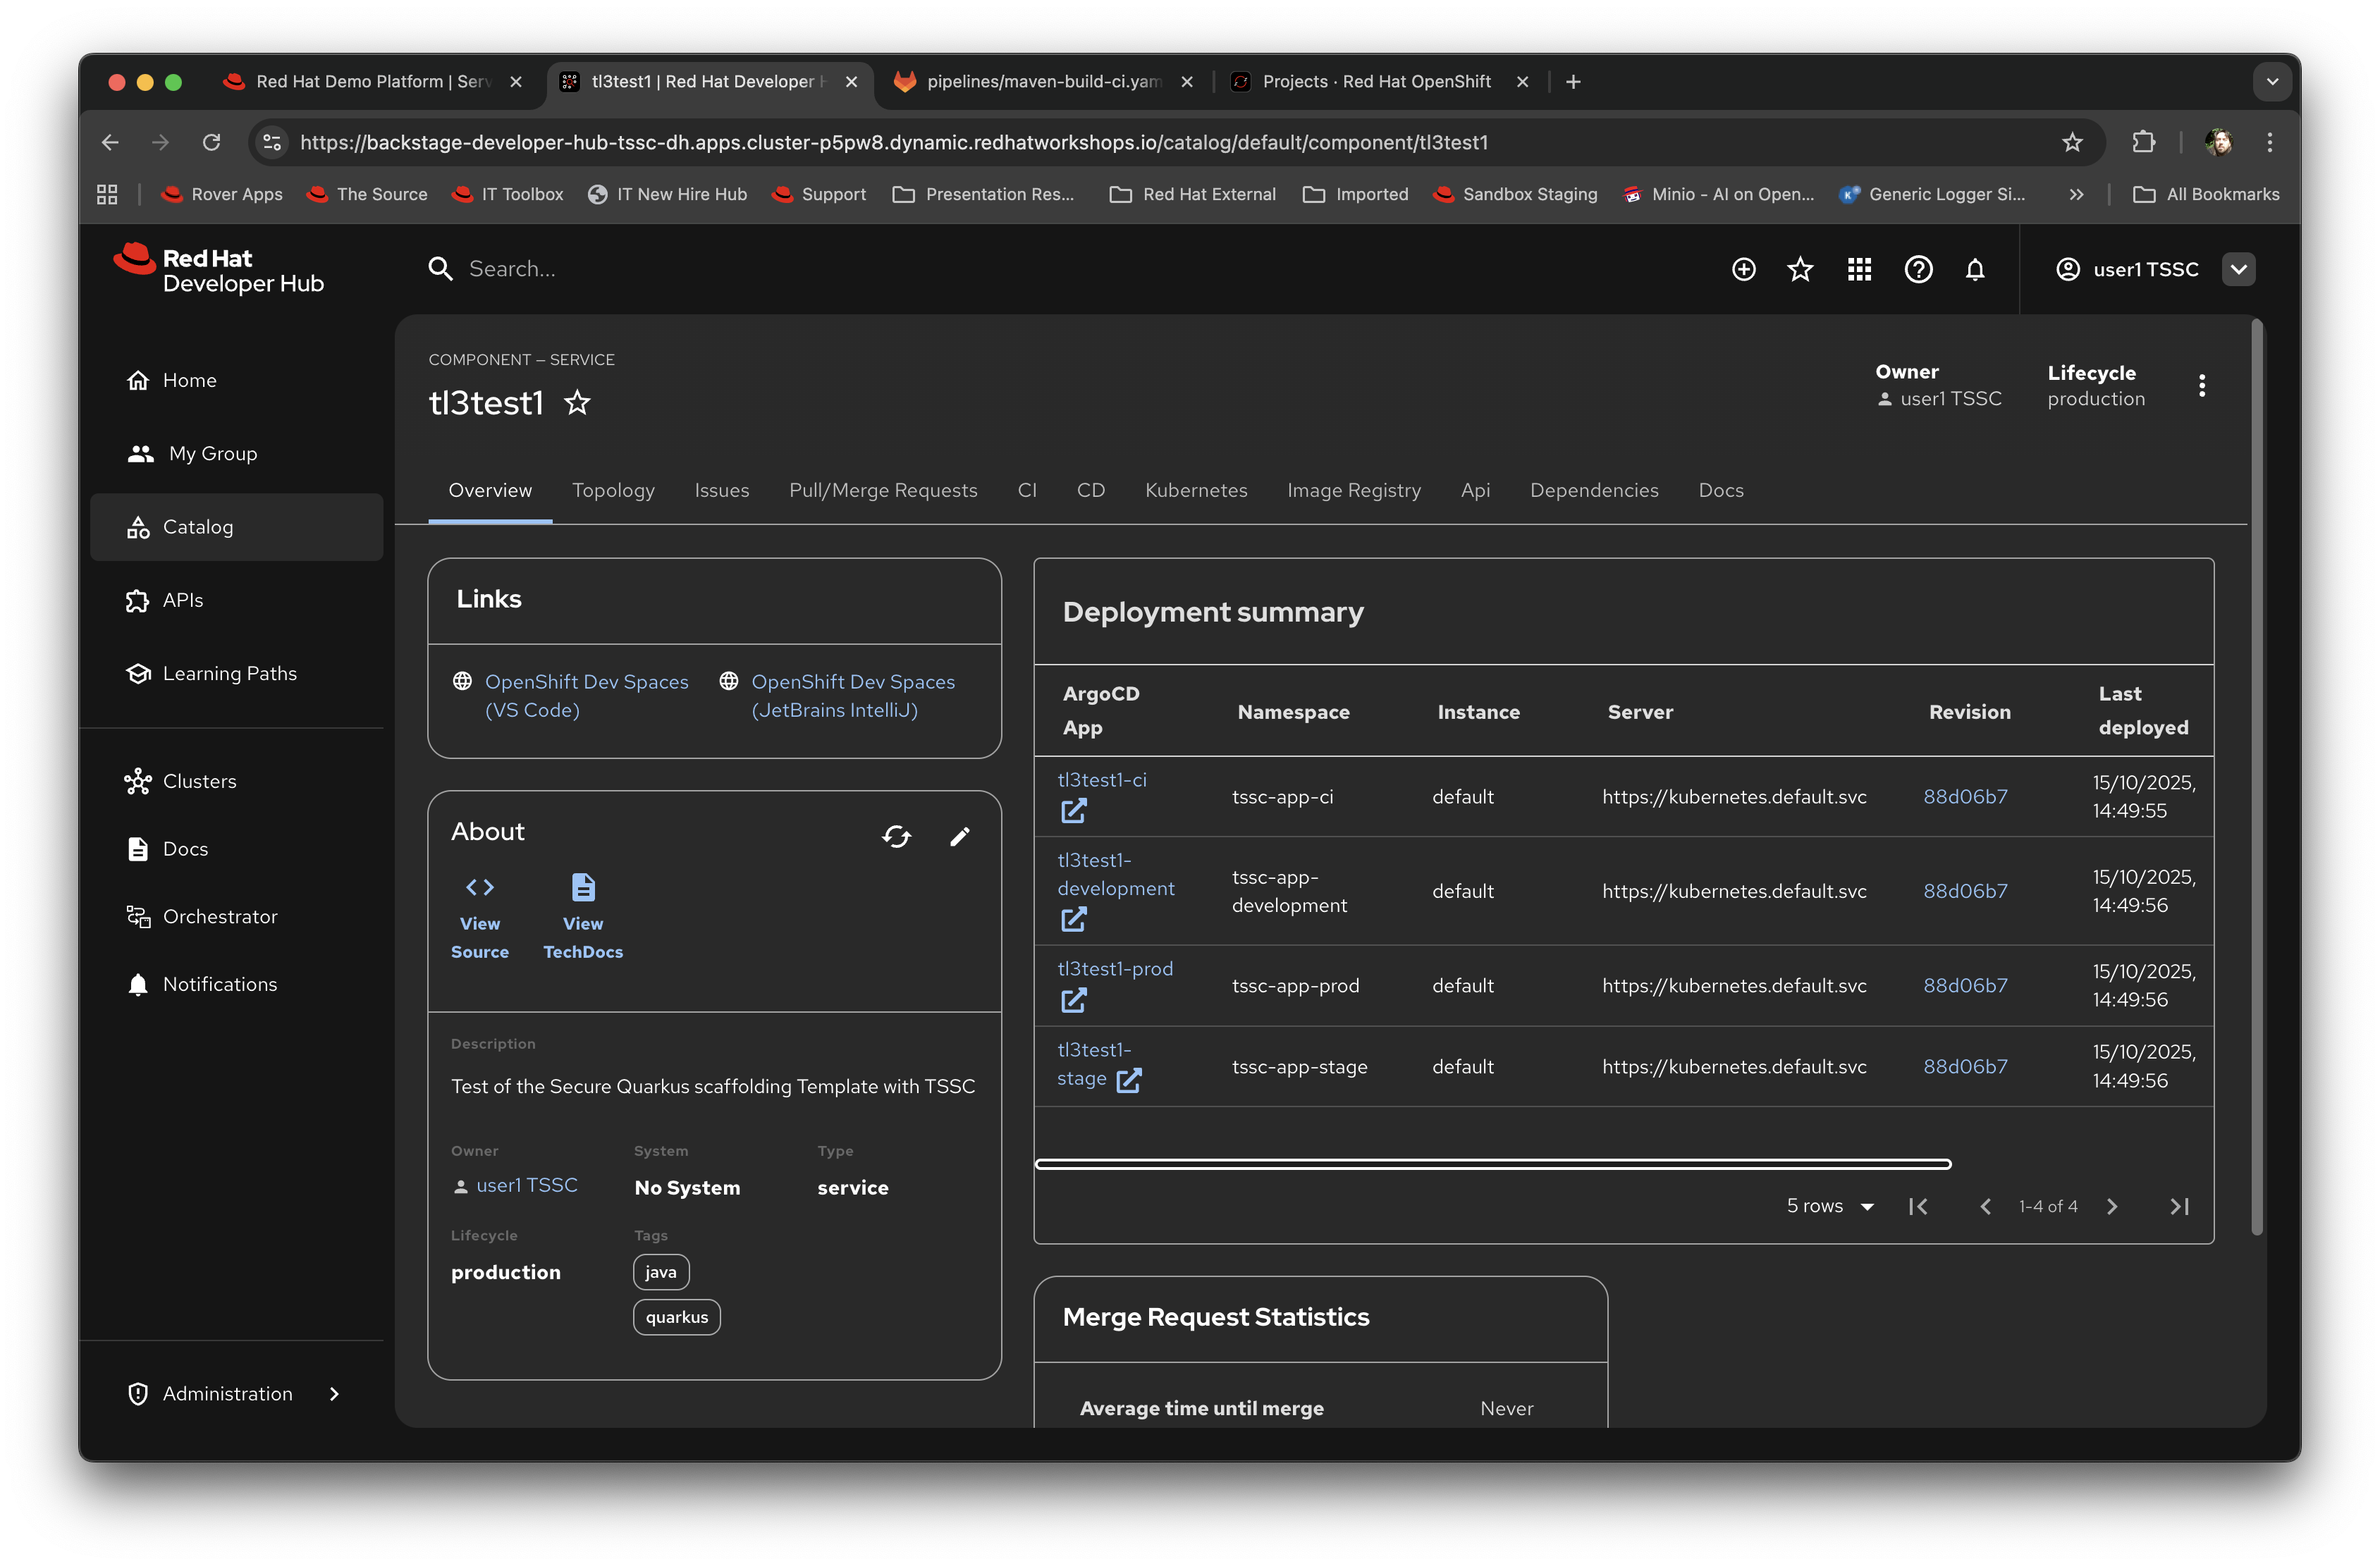 Red Hat Demo Platform | Serv
tl3test1 | Red Hat Developer H
pipelines/maven-build-ci.yam
Projects · Red Hat OpenShift
https://backstage-developer-hub-tssc-dh.apps.cluster-p5pw8.dynamic.redhatworkshops.io/catalog/default/component/tl3test1
Rover Apps
The Source
IT Toolbox
IT New Hire Hub
Support
Presentation Res...
Red Hat External
Imported
Sandbox Staging
Minio - AI on Open...
Generic Logger Si...
All Bookmarks
Red Hat
Developer Hub
Search...
user1 TSSC
Home
My Group
Catalog
APIs
Learning Paths
Clusters
Docs
Orchestrator
Notifications
Administration
COMPONENT — SERVICE
tl3test1
Owner
user1 TSSC
Lifecycle
production
Overview
Topology
Issues
Pull/Merge Requests
CI
CD
Kubernetes
Image Registry
Api
Dependencies
Docs
Links
OpenShift Dev Spaces
(VS Code)
OpenShift Dev Spaces
(JetBrains IntelliJ)
About
View
Source
View
TechDocs
Description
Test of the Secure Quarkus scaffolding Template with TSSC
Owner
user1 TSSC
System
No System
Type
service
Lifecycle
production
Tags
java
quarkus
Deployment summary
ArgoCD
App
Namespace
Instance
Server
Revision
Last
deployed
tl3test1-ci
tssc-app-ci
default
https://kubernetes.default.svc
88d06b7
15/10/2025,
14:49:55
tl3test1-
development
tssc-app-
development
default
https://kubernetes.default.svc
88d06b7
15/10/2025,
14:49:56
tl3test1-prod
tssc-app-prod
default
https://kubernetes.default.svc
88d06b7
15/10/2025,
14:49:56
tl3test1-
stage
tssc-app-stage
default
https://kubernetes.default.svc
88d06b7
15/10/2025,
14:49:56
5 rows
1-4 of 4
Merge Request Statistics
Average time until merge
Never